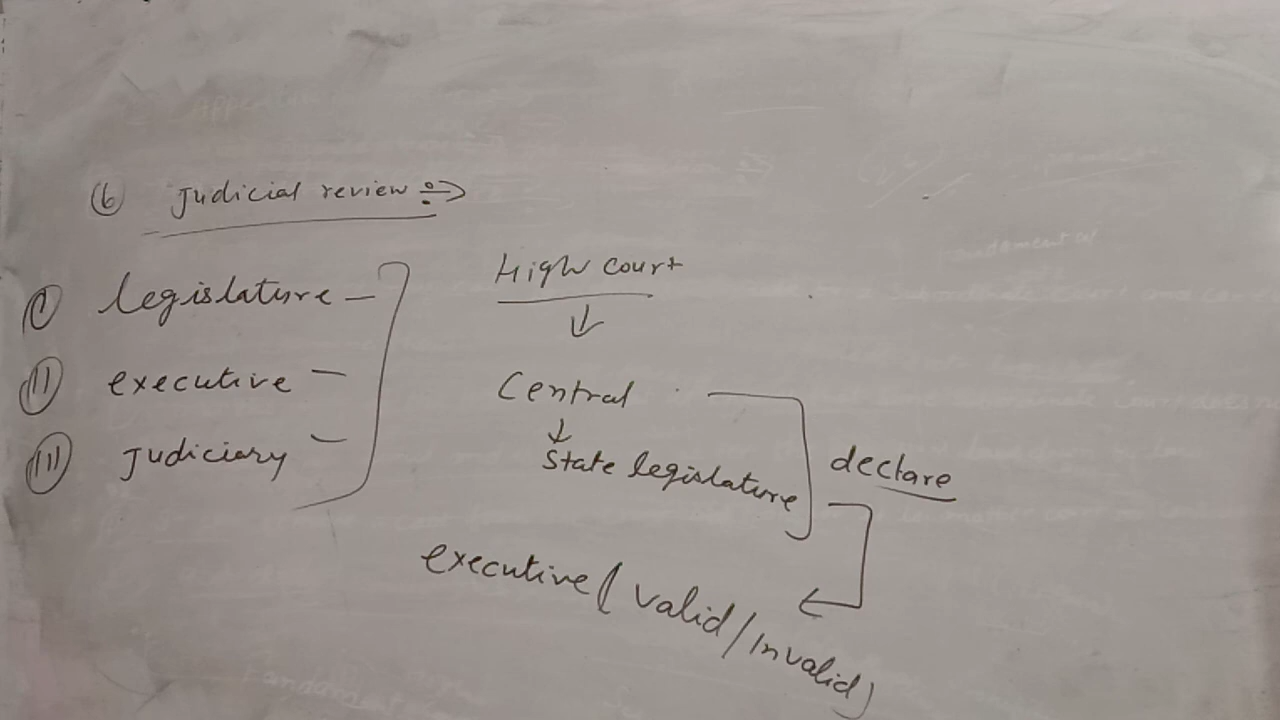 (6 Judicial review ÷>
(I) legislature -
(II) executive -
(III) Judiciary -
High court
↓
Central
↓
State legislature
declare
executive ( valid / Invalid )